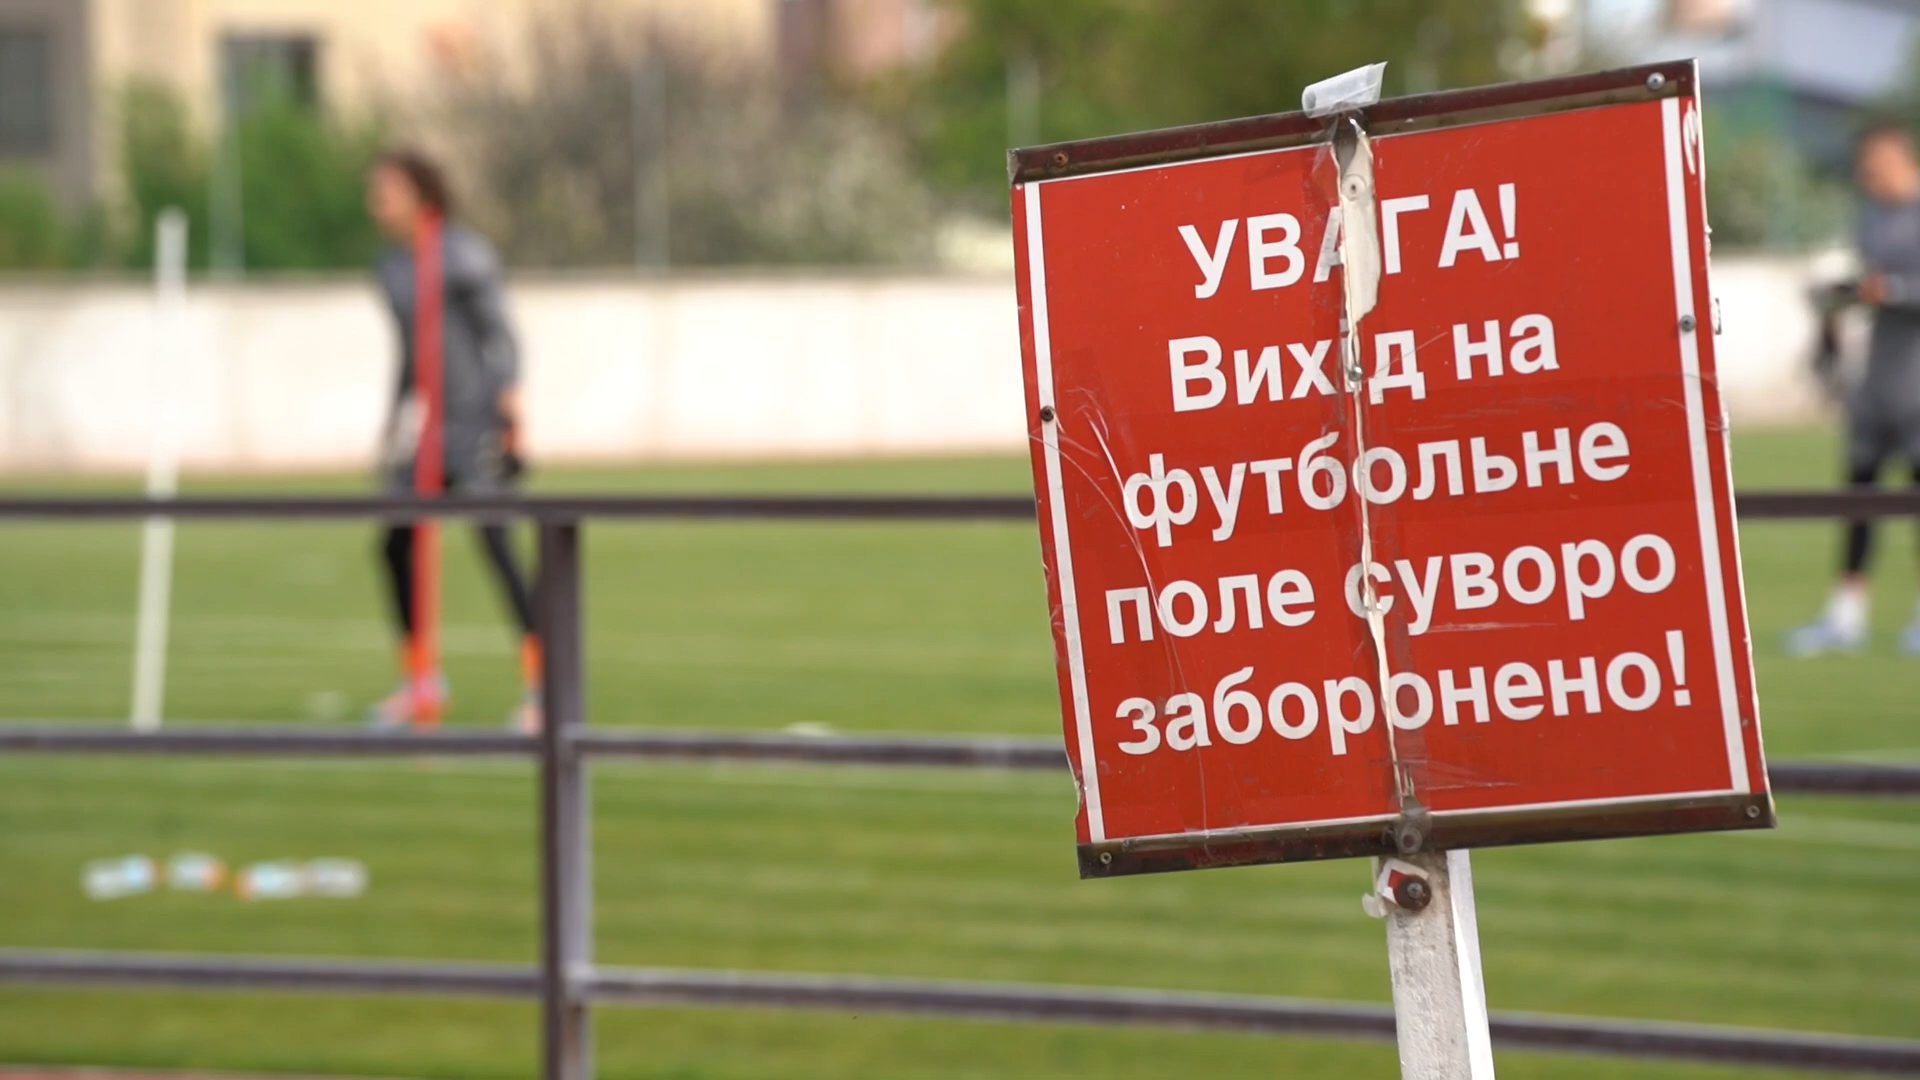 УВАГА!
Вихід на
футбольне
поле суворо
заборонено!